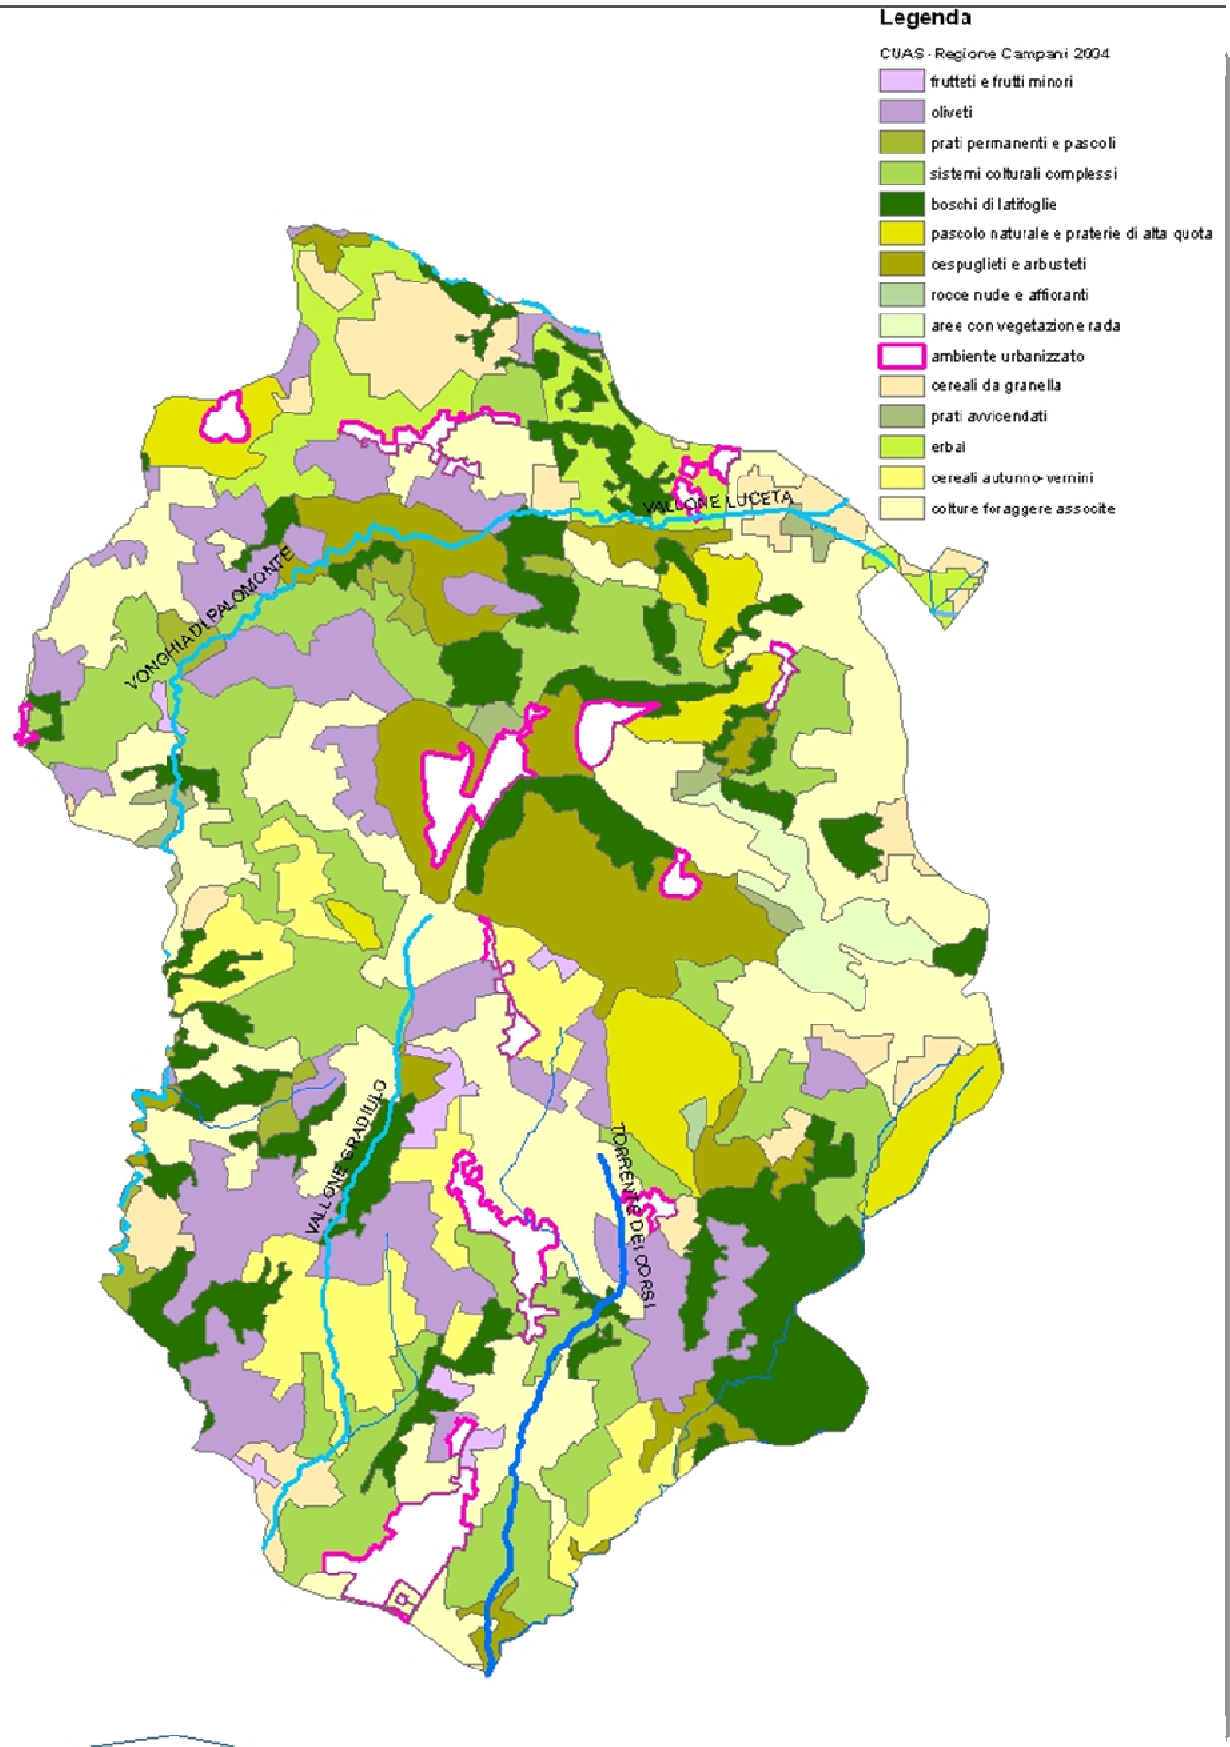 Legenda
CUAS - Regione Campani 2004
frutteti e frutti minori
oliveti
prati permanenti e pascoli
sistemi colturali complessi
boschi di latifoglie
pascolo naturale e praterie di alta quota
cespuglieti e arbusteti
rocce nude e affioranti
aree con vegetazione rada
ambiente urbanizzato
cereali da granella
prati avvicendati
erbai
cereali autunno-vernini
colture foraggere associte
VALLONE LUCETA
VONGHIA DI PALOMONTE
VALLONE GRADIULO
TORRENTE DEI CORSI